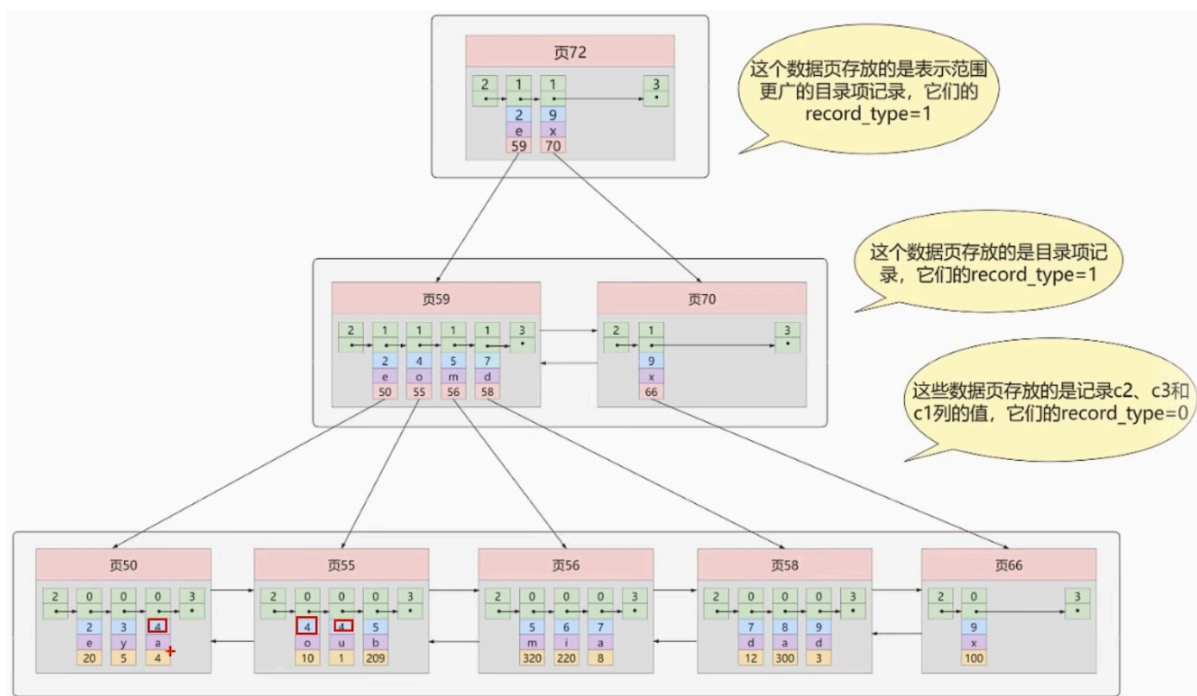 页72
2 1 1 3
2 9
e x
59 70
这个数据页存放的是表示范围
更广的目录项记录，它们的
record_type=1
页59
2 1 1 1 1 3
2 4 5 7
e o m d
50 55 56 58
页70
2 1 3
9
x
66
这个数据页存放的是目录项记
录，它们的record_type=1
这些数据页存放的是记录c2、c3和
c1列的值，它们的record_type=0
页50
2 0 0 0 3
2 3 4
e y a
20 5 4
页55
2 0 0 0 3
4 4 5
o u b
10 1 209
页56
2 0 0 0 3
5 6 7
m i a
320 220 8
页58
2 0 0 0 3
7 8 9
d a d
12 300 3
页66
2 0 3
9
x
100